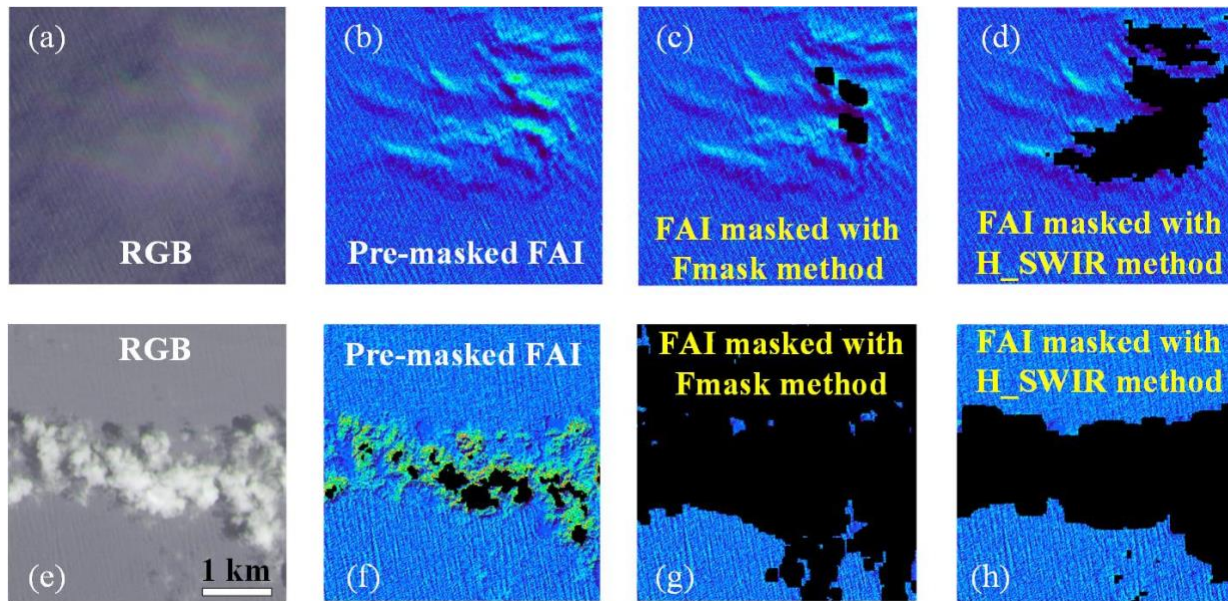 (a)
RGB
(b)
Pre-masked FAI
(c)
FAI masked with
Fmask method
(d)
FAI masked with
H_SWIR method
RGB
(e)
1 km
Pre-masked FAI
(f)
FAI masked with
Fmask method
(g)
FAI masked with
H_SWIR method
(h)